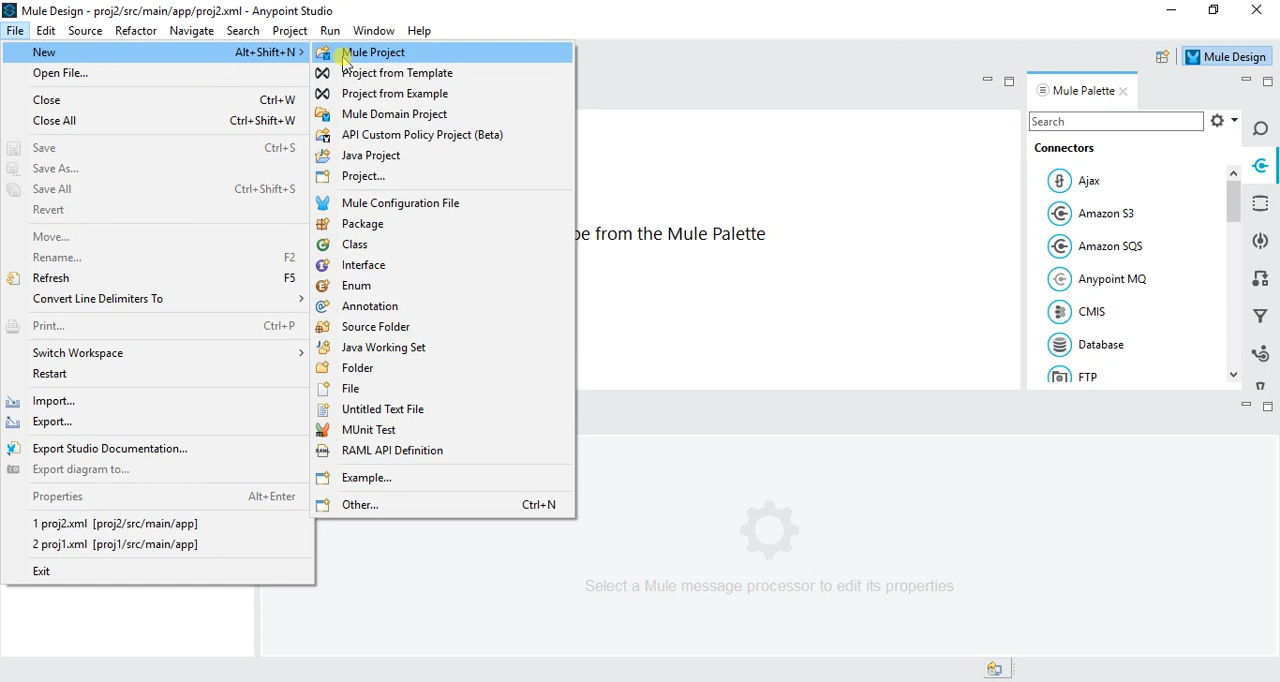 Mule Design - proj2/src/main/app/proj2.xml - Anypoint Studio
File Edit Source Refactor Navigate Search Project Run Window Help
New Alt+Shift+N >
Open File...
Close Ctrl+W
Close All Ctrl+Shift+W
Save Ctrl+S
Save As...
Save All Ctrl+Shift+S
Revert
Move...
Rename... F2
Refresh F5
Convert Line Delimiters To >
Print... Ctrl+P
Switch Workspace >
Restart
Import...
Export...
Export Studio Documentation...
Export diagram to...
Properties Alt+Enter
1 proj2.xml [proj2/src/main/app]
2 proj1.xml [proj1/src/main/app]
Exit
Mule Project
Project from Template
Project from Example
Mule Domain Project
API Custom Policy Project (Beta)
Java Project
Project...
Mule Configuration File
Package
Class
Interface
Enum
Annotation
Source Folder
Java Working Set
Folder
File
Untitled Text File
MUnit Test
RAML API Definition
Example...
Other... Ctrl+N
from the Mule Palette
Select a Mule message processor to edit its properties
Mule Design
Mule Palette
Search
Connectors
Ajax
Amazon S3
Amazon SQS
Anypoint MQ
CMIS
Database
FTP